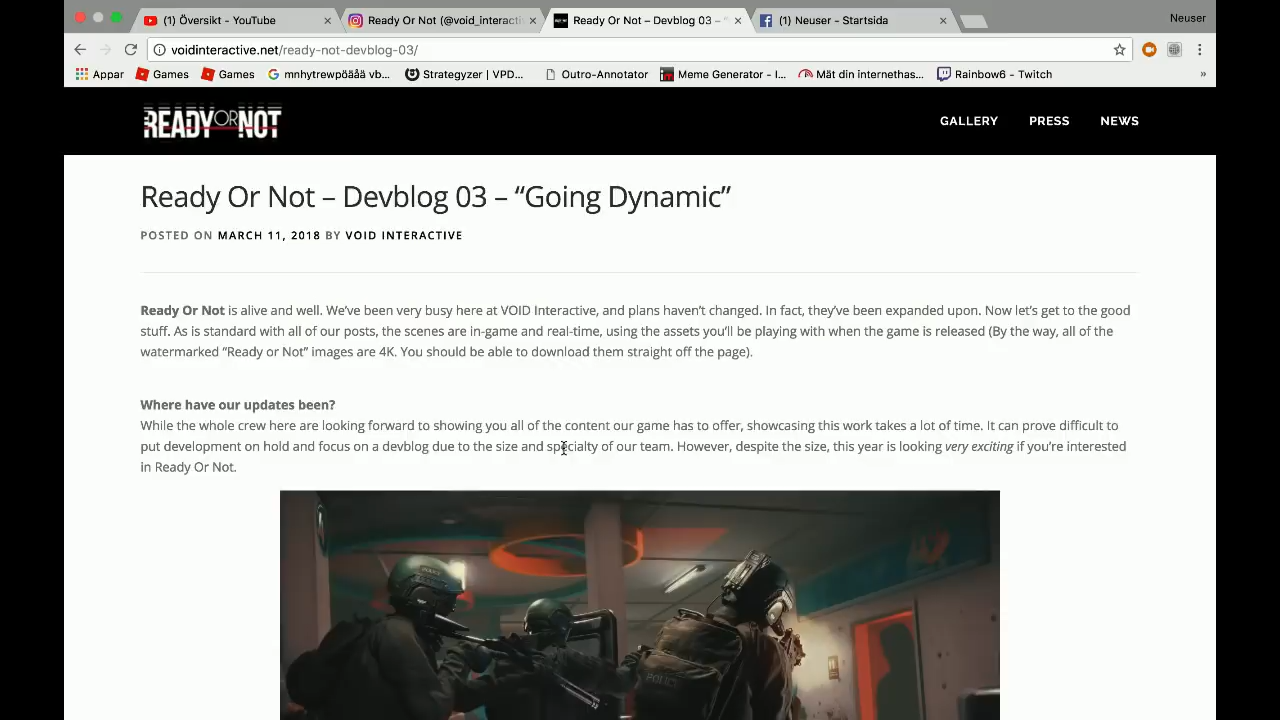 (1) Översikt - YouTube
Ready Or Not (@void_interacti
Ready Or Not – Devblog 03 – "
(1) Neuser - Startsida
Neuser
voidinteractive.net/ready-not-devblog-03/
Appar
Games
Games
mnhytrewpöäåå vb...
Strategyzer | VPD...
Outro-Annotator
Meme Generator - I...
Mät din internethas...
Rainbow6 - Twitch
»
READY OR NOT
GALLERY
PRESS
NEWS
Ready Or Not – Devblog 03 – “Going Dynamic”
POSTED ON MARCH 11, 2018 BY VOID INTERACTIVE
Ready Or Not is alive and well. We’ve been very busy here at VOID Interactive, and plans haven’t changed. In fact, they’ve been expanded upon. Now let’s get to the good
stuff. As is standard with all of our posts, the scenes are in-game and real-time, using the assets you’ll be playing with when the game is released (By the way, all of the
watermarked “Ready or Not” images are 4K. You should be able to download them straight off the page).
Where have our updates been?
While the whole crew here are looking forward to showing you all of the content our game has to offer, showcasing this work takes a lot of time. It can prove difficult to
put development on hold and focus on a devblog due to the size and specialty of our team. However, despite the size, this year is looking very exciting if you’re interested
in Ready Or Not.
POLICE